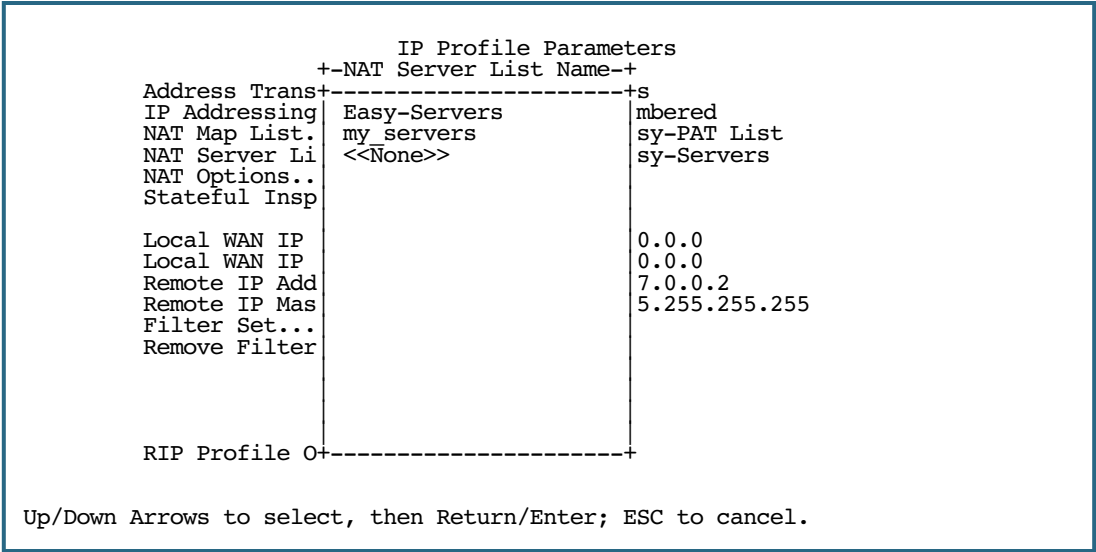 IP Profile Parameters
+-NAT Server List Name-+
Address Trans+----------------------+s
IP Addressing| Easy-Servers |mbered
NAT Map List.| my_servers |sy-PAT List
NAT Server Li| <<None>> |sy-Servers
NAT Options..
Stateful Insp
Local WAN IP |0.0.0
Local WAN IP |0.0.0
Remote IP Add |7.0.0.2
Remote IP Mas |5.255.255.255
Filter Set...
Remove Filter
RIP Profile O+----------------------+
Up/Down Arrows to select, then Return/Enter; ESC to cancel.